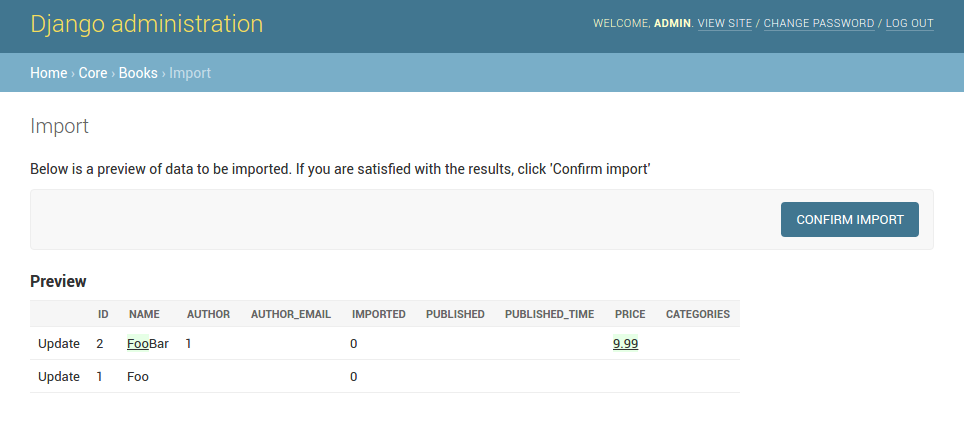 Django administration
WELCOME, ADMIN. VIEW SITE / CHANGE PASSWORD / LOG OUT
Home › Core › Books › Import
Import
Below is a preview of data to be imported. If you are satisfied with the results, click 'Confirm import'
CONFIRM IMPORT
Preview
ID NAME AUTHOR AUTHOR_EMAIL IMPORTED PUBLISHED PUBLISHED_TIME PRICE CATEGORIES
Update 2 FooBar 1 0 9.99
Update 1 Foo 0